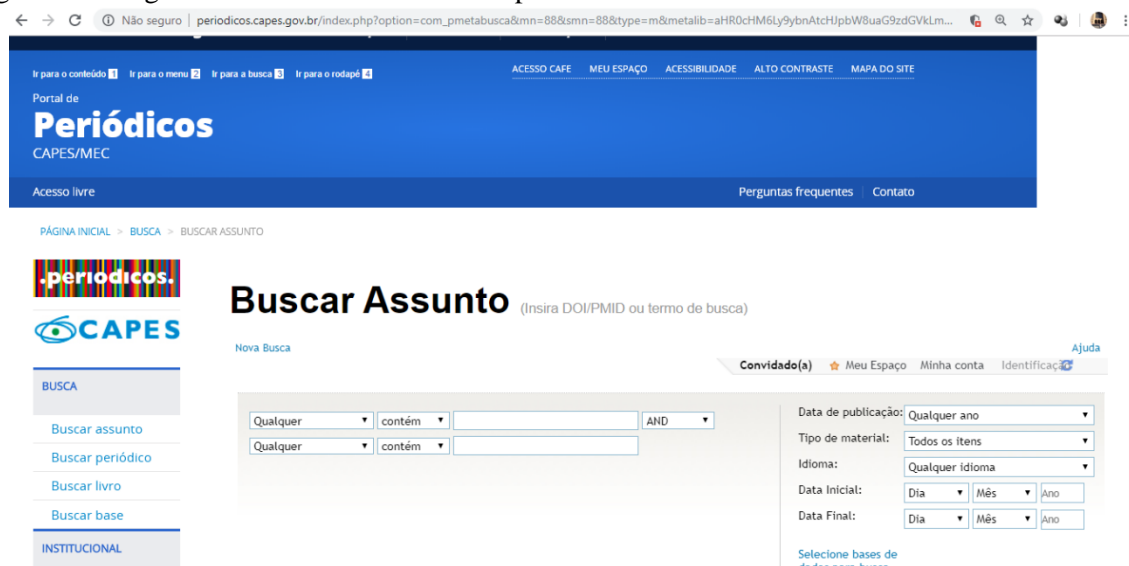 Não seguro | periodicos.capes.gov.br/index.php?option=com_pmetabusca&mn=88&smn=88&type=m&metalib=aHR0cHM6Ly9ybnAtcHJpbW8uaG9zdGVkLm...
Ir para o conteúdo 1 Ir para o menu 2 Ir para a busca 3 Ir para o rodapé 4
ACESSO CAFE MEU ESPAÇO ACESSIBILIDADE ALTO CONTRASTE MAPA DO SITE
Portal de
Periódicos
CAPES/MEC
Acesso livre Perguntas frequentes Contato
PÁGINA INICIAL > BUSCA > BUSCAR ASSUNTO
.periodicos.
CAPES
Buscar Assunto (Insira DOI/PMID ou termo de busca)
Nova Busca Ajuda
Convidado(a) Meu Espaço Minha conta Identificaçã
BUSCA
Buscar assunto
Buscar periódico
Buscar livro
Buscar base
INSTITUCIONAL
Qualquer contém AND
Qualquer contém
Data de publicação: Qualquer ano
Tipo de material: Todos os itens
Idioma: Qualquer idioma
Data Inicial: Dia Mês Ano
Data Final: Dia Mês Ano
Selecione bases de